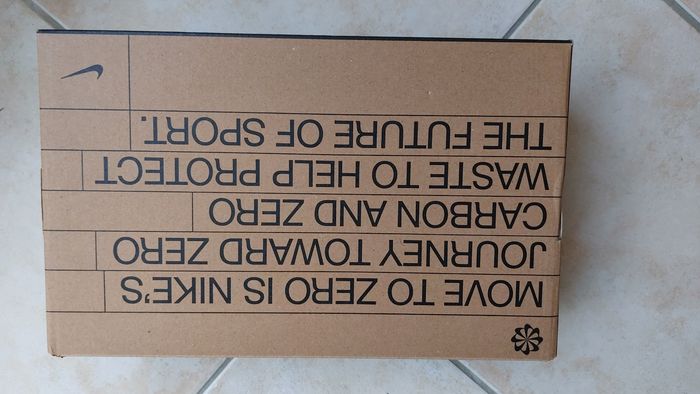 MOVE TO ZERO IS NIKE'S
JOURNEY TOWARD ZERO
CARBON AND ZERO
WASTE TO HELP PROTECT
THE FUTURE OF SPORT.